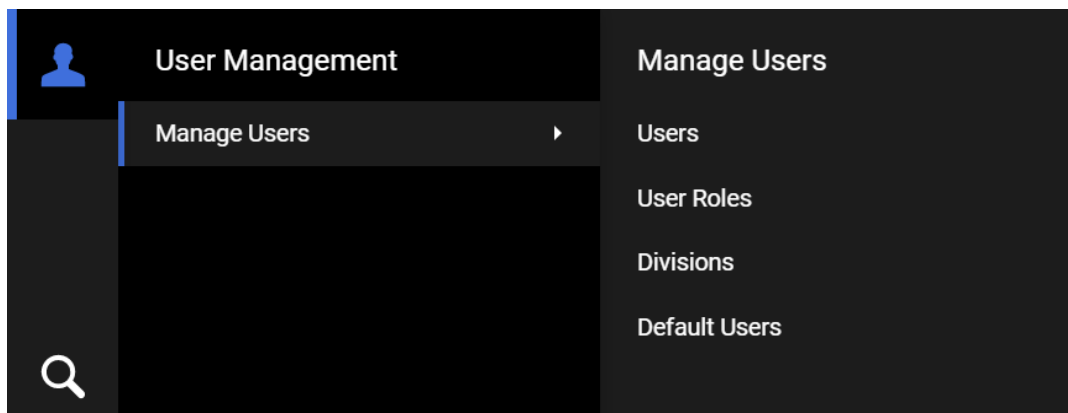 User Management
Manage Users
Manage Users
Users
User Roles
Divisions
Default Users